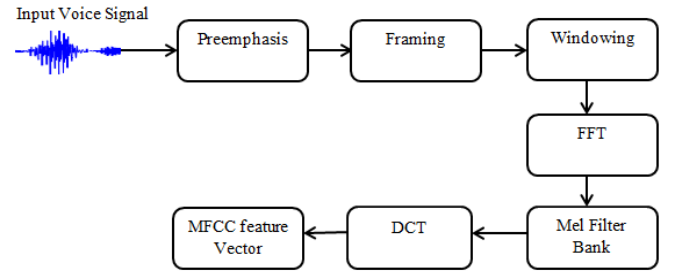 Input Voice Signal
Preemphasis
Framing
Windowing
FFT
Mel Filter
Bank
DCT
MFCC feature
Vector